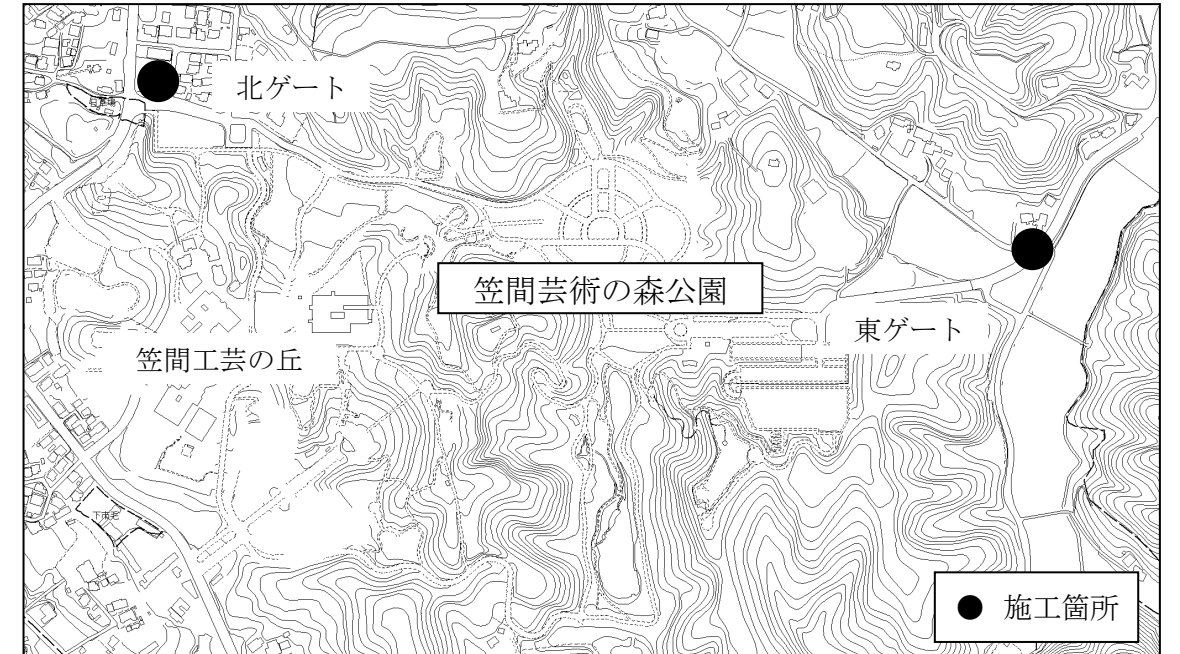 北ゲート
笠間芸術の森公園
東ゲート
笠間工芸の丘
● 施工箇所